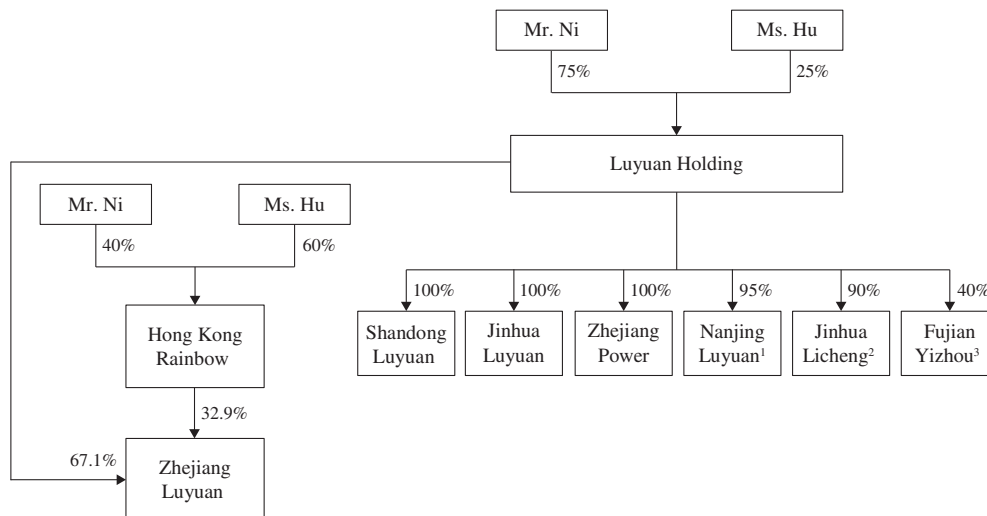 Mr. Ni
Ms. Hu
75%
25%
Luyuan Holding
Mr. Ni
Ms. Hu
40%
60%
100%
100%
100%
95%
90%
40%
Hong Kong
Rainbow
Shandong
Luyuan
Jinhua
Luyuan
Zhejiang
Power
Nanjing
Luyuan¹
Jinhua
Licheng²
Fujian
Yizhou³
32.9%
67.1%
Zhejiang
Luyuan